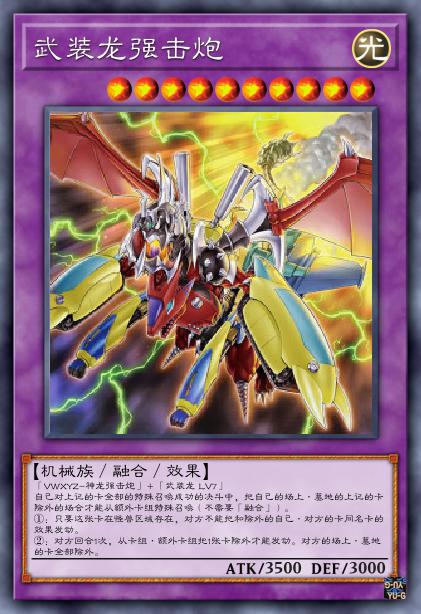 武装龙强击炮
光
【机械族/融合/效果】
「VWXYZ-神龙强击炮」+「武装龙 LV7」
自己对上记的卡全部的特殊召唤成功的决斗中，把自己的场上·墓地的上记的卡
除外的场合才能从额外卡组特殊召唤（不需要「融合」）。
①：只要这张卡在怪兽区域存在，对方不能把和除外的自己·对方的卡同名卡的
效果发动。
②：对方回合1次，从卡组·额外卡组把1张卡除外才能发动。对方的场上·墓地
的卡全部除外。
ATK/3500 DEF/3000